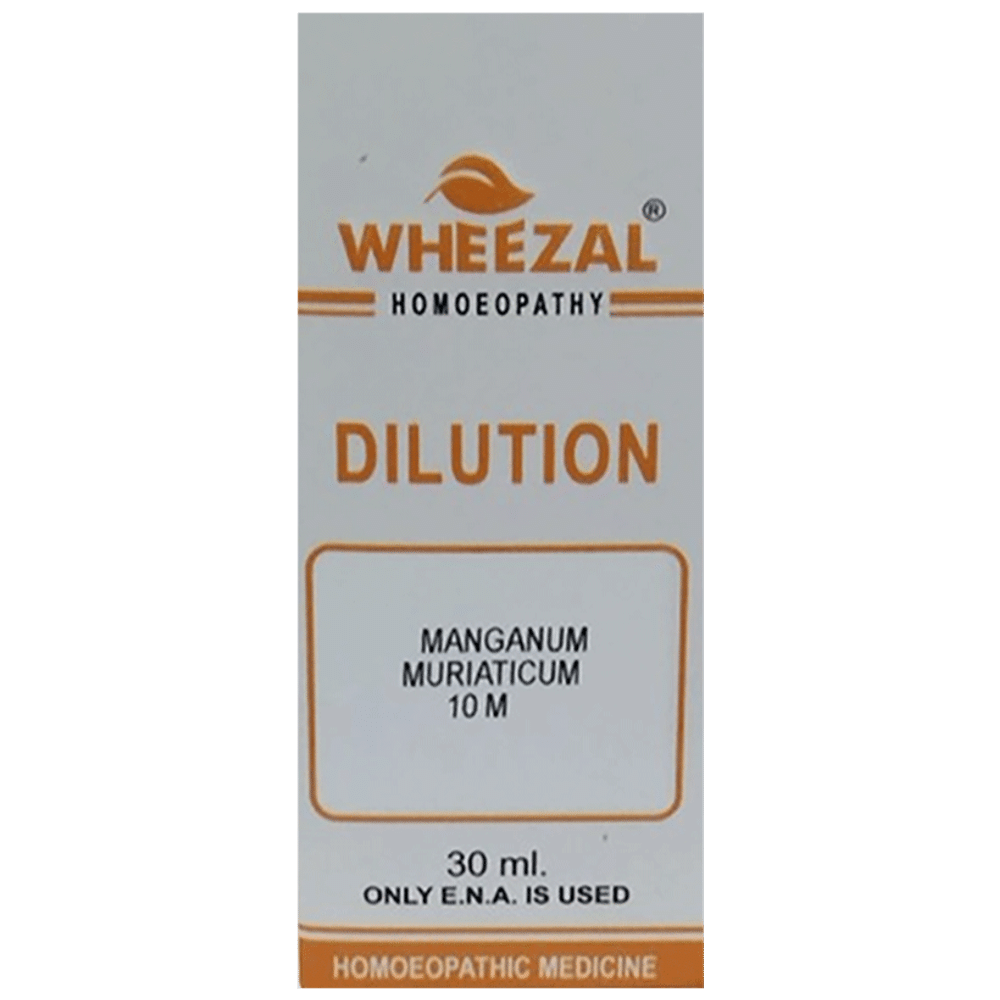 WHEEZAL®
HOMOEOPATHY
DILUTION
MANGANUM
MURIATICUM
10 M
30 ml.
ONLY E.N.A. IS USED
HOMOEOPATHIC MEDICINE